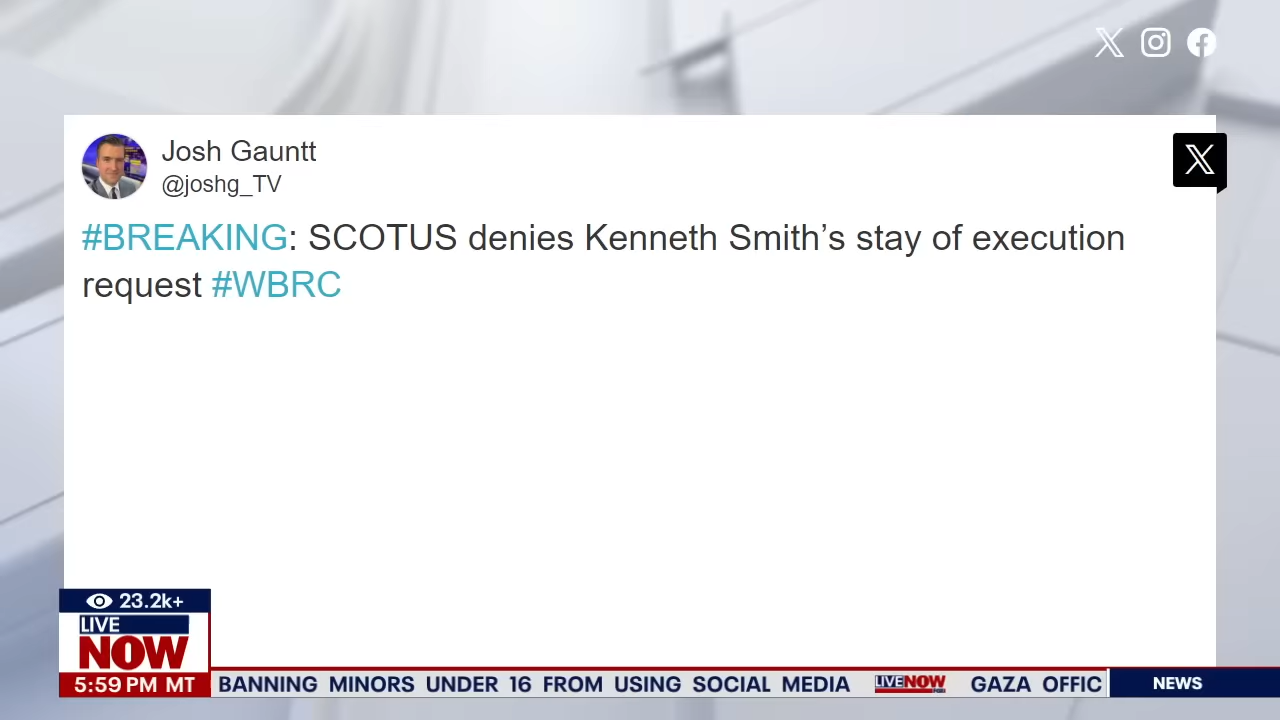 Josh Gauntt
@joshg_TV
#BREAKING: SCOTUS denies Kenneth Smith’s stay of execution
request #WBRC
23.2k+
LIVE
NOW
5:59 PM MT
BANNING MINORS UNDER 16 FROM USING SOCIAL MEDIA LIVENOW FOX GAZA OFFIC
NEWS